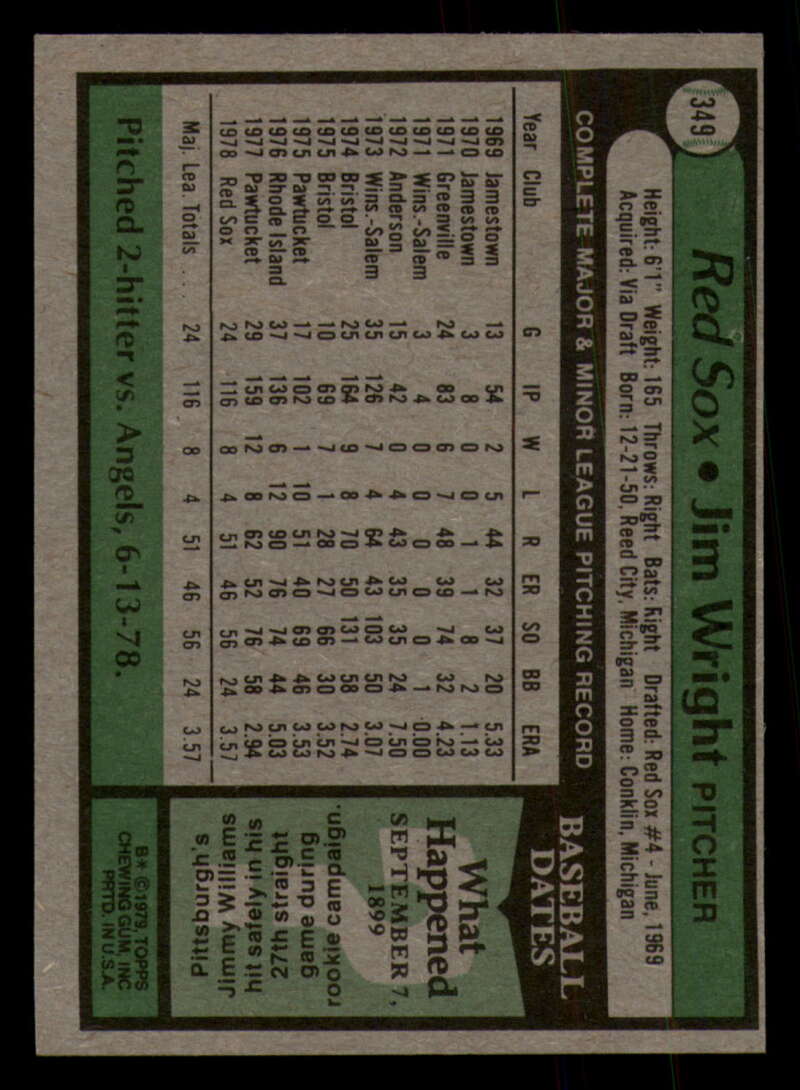 349
Red Sox • Jim Wright PITCHER
Height: 6'1" Weight: 165 Throws: Right Bats: Right Drafted: Red Sox #4 - June, 1969
Acquired: Via Draft Born: 12-21-50, Reed City, Michigan Home: Conklin, Michigan
COMPLETE MAJOR & MINOR LEAGUE PITCHING RECORD
Year Club G IP W L R ER SO BB ERA
1969 Jamestown 13 54 2 5 44 32 37 20 5.33
1970 Jamestown 3 8 0 0 1 1 8 2 1.13
1971 Greenville 24 83 6 7 48 39 74 32 4.23
1971 Wins.-Salem 3 4 0 0 0 0 0 1 0.00
1972 Anderson 15 42 0 4 43 35 35 24 7.50
1973 Wins.-Salem 35 126 7 4 64 43 103 50 3.07
1974 Bristol 25 164 9 8 70 50 131 58 2.74
1975 Bristol 10 69 7 1 28 27 66 30 3.52
1975 Pawtucket 17 102 1 10 51 40 69 46 3.53
1976 Rhode Island 37 136 6 12 90 76 74 44 5.03
1977 Pawtucket 29 159 12 8 62 52 76 58 2.94
1978 Red Sox 24 116 8 4 51 46 56 24 3.57
Maj. Lea. Totals .... 24 116 8 4 51 46 56 24 3.57
Pitched 2-hitter vs. Angels, 6-13-78.
BASEBALL
DATES
What
Happened
SEPTEMBER 7,
1899
Pittsburgh's
Jimmy Williams
hit safely in his
27th straight
game during
rookie campaign.
B* © 1979, TOPPS
CHEWING GUM, INC
PRTD. IN U.S.A.